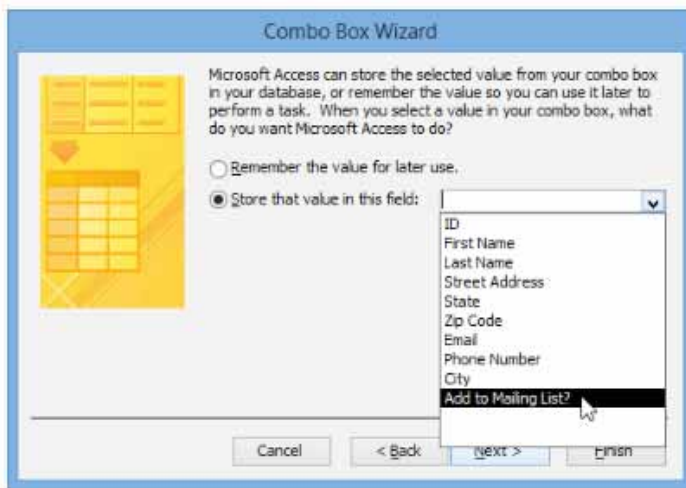 Combo Box Wizard
Microsoft Access can store the selected value from your combo box
in your database, or remember the value so you can use it later to
perform a task. When you select a value in your combo box, what
do you want Microsoft Access to do?
Remember the value for later use.
Store that value in this field:
ID
First Name
Last Name
Street Address
State
Zip Code
Email
Phone Number
City
Add to Mailing List?
Cancel
< Back
Next >
Finish